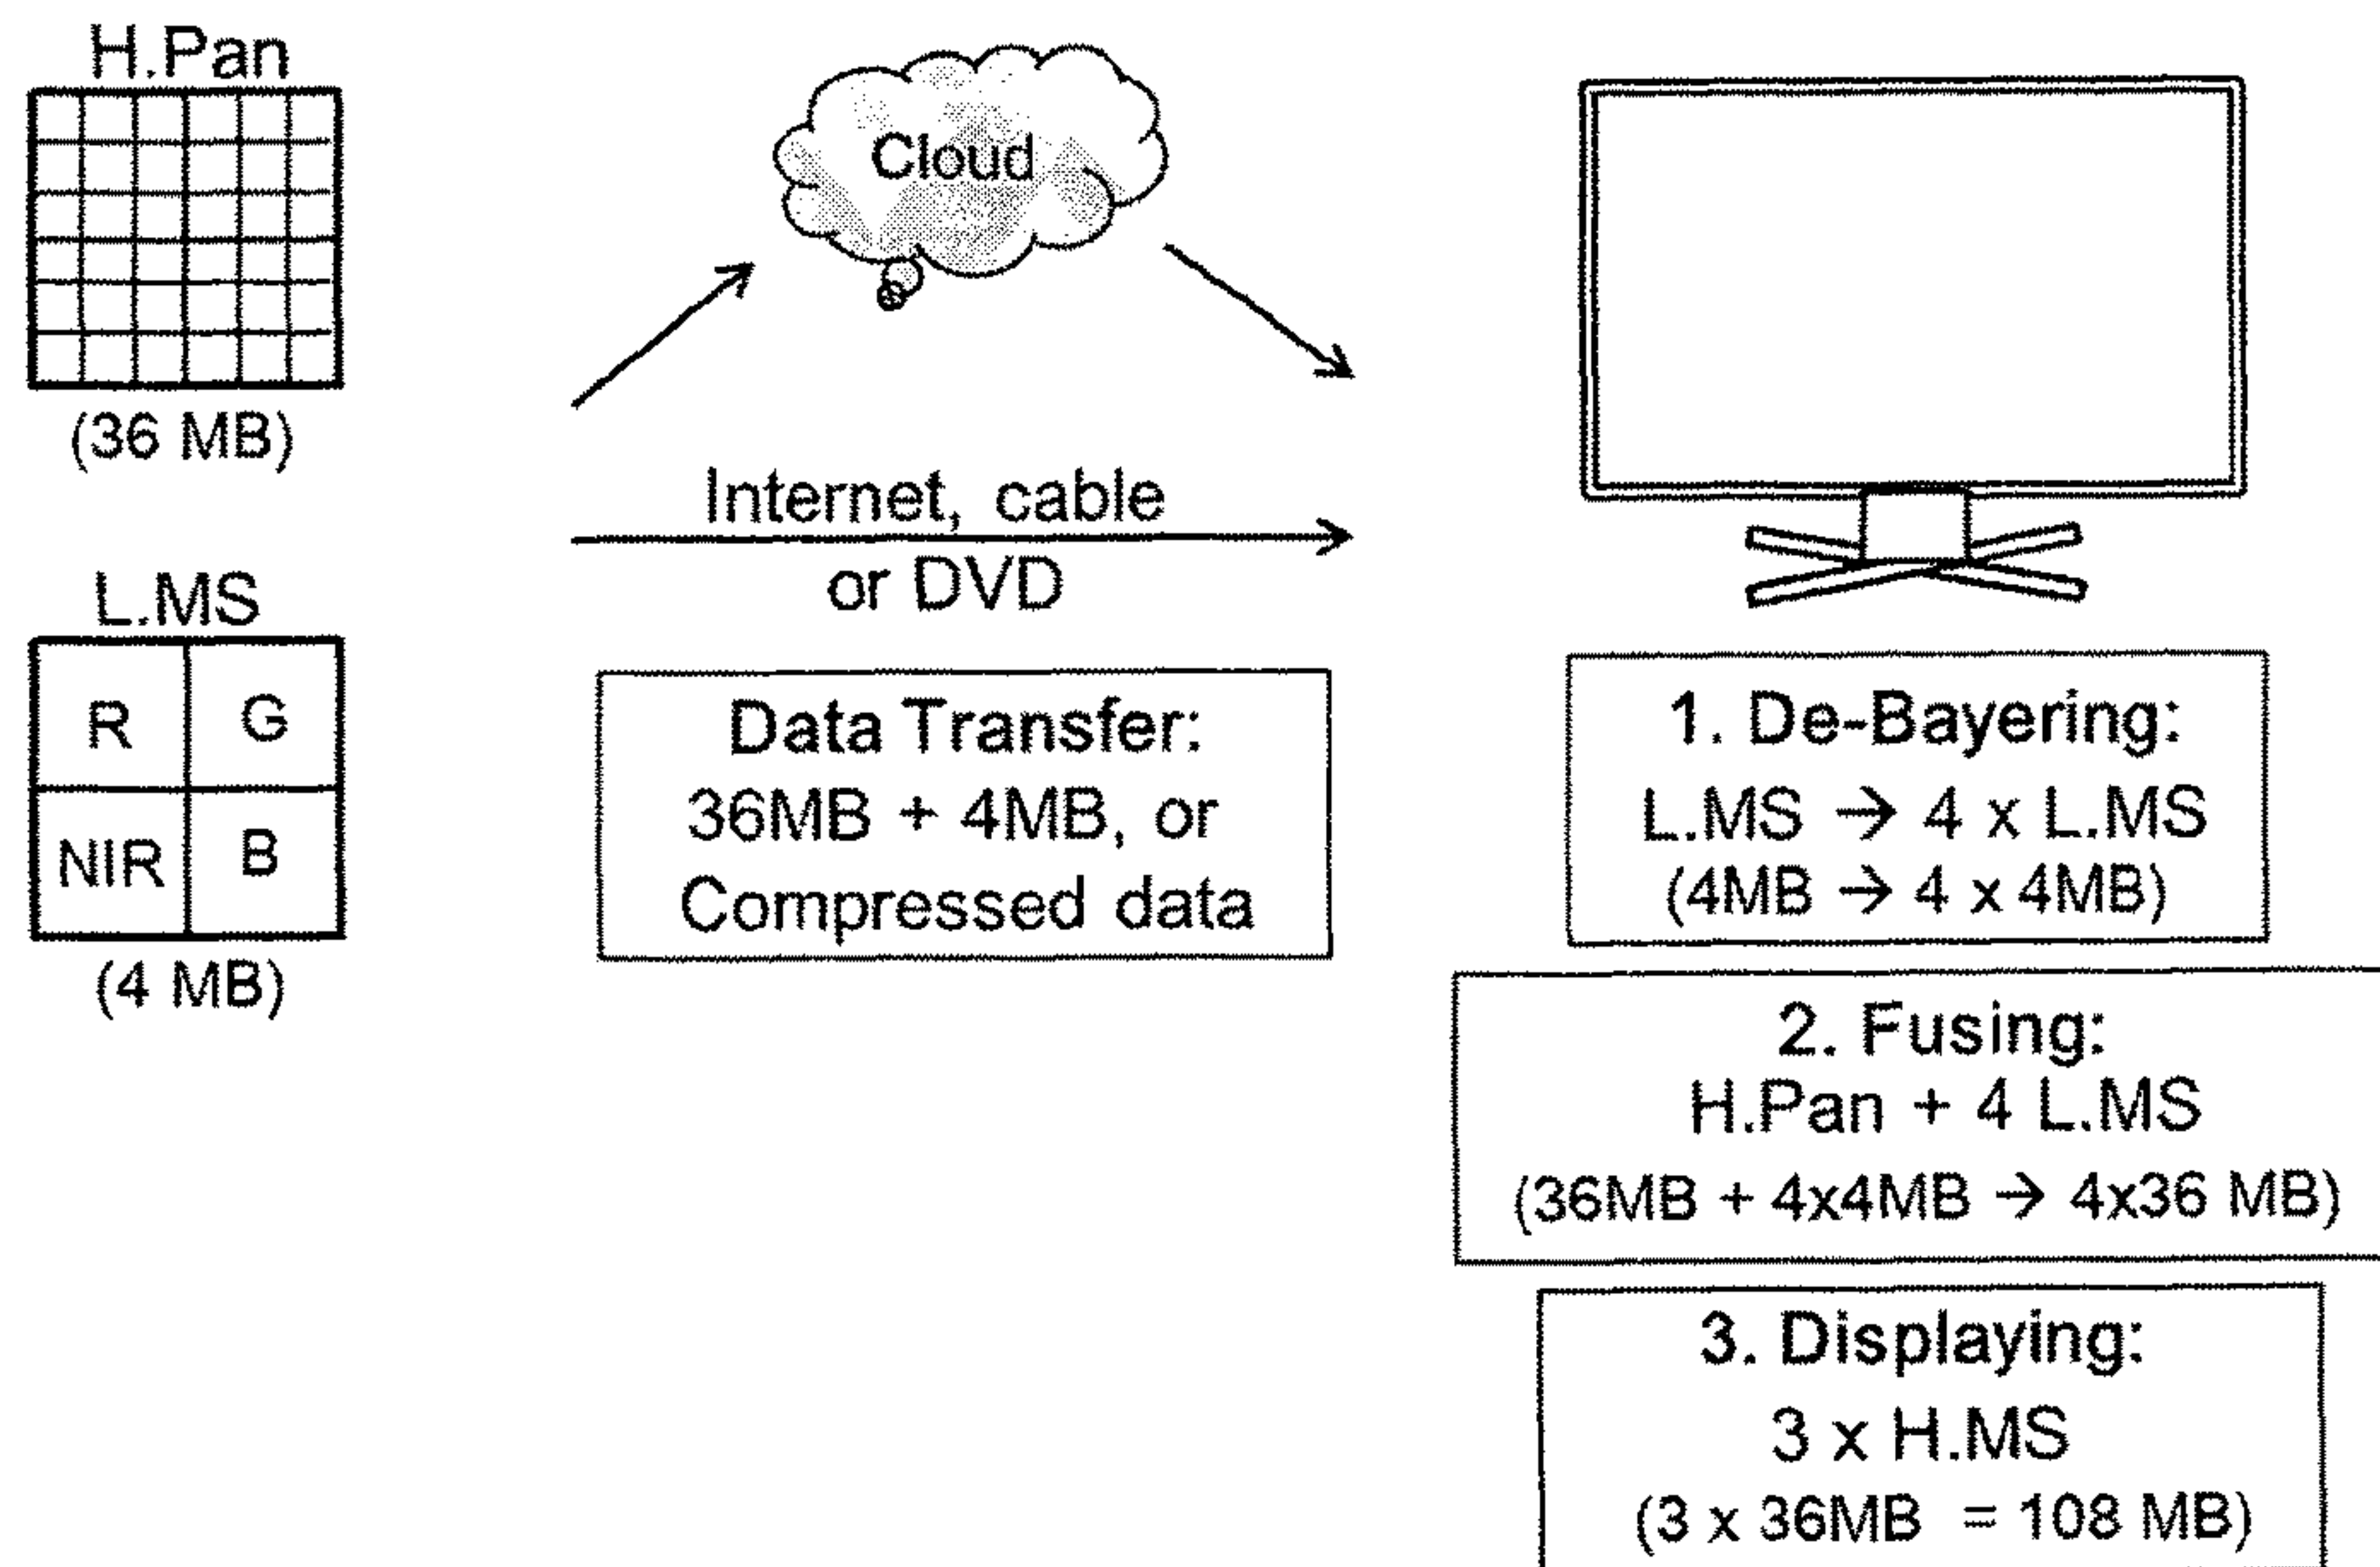 H.Pan
(36 MB)
L.MS
R G
NIR B
(4 MB)
Cloud
Internet, cable
or DVD
Data Transfer:
36MB + 4MB, or
Compressed data
1. De-Bayering:
L.MS → 4 x L.MS
(4MB → 4 x 4MB)
2. Fusing:
H.Pan + 4 L.MS
(36MB + 4x4MB → 4x36 MB)
3. Displaying:
3 x H.MS
(3 x 36MB = 108 MB)